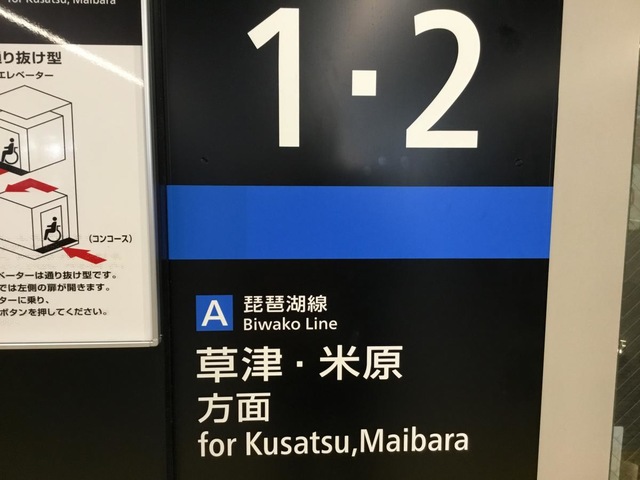 for Kusatsu, Maibara
り抜け型
エレベーター
(コンコース)
ベーターは通り抜け型です。
では左側の扉が開きます。
ターに乗り、
ボタンを押してください。
1・2
A 琵琶湖線
Biwako Line
草津・米原
方面
for Kusatsu,Maibara